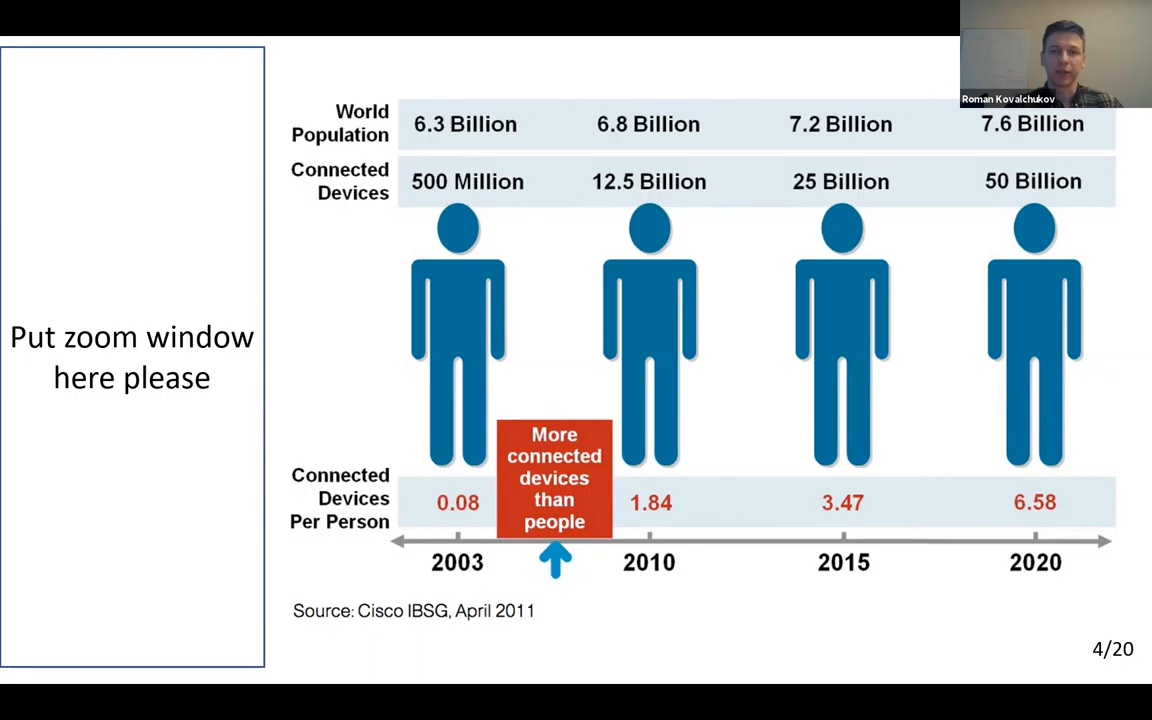 Roman Kovalchukov
Put zoom window
here please
World
Population
6.3 Billion 6.8 Billion 7.2 Billion 7.6 Billion
Connected
Devices
500 Million 12.5 Billion 25 Billion 50 Billion
More
connected
devices
than
people
Connected
Devices
Per Person
0.08 1.84 3.47 6.58
2003 2010 2015 2020
Source: Cisco IBSG, April 2011
4/20